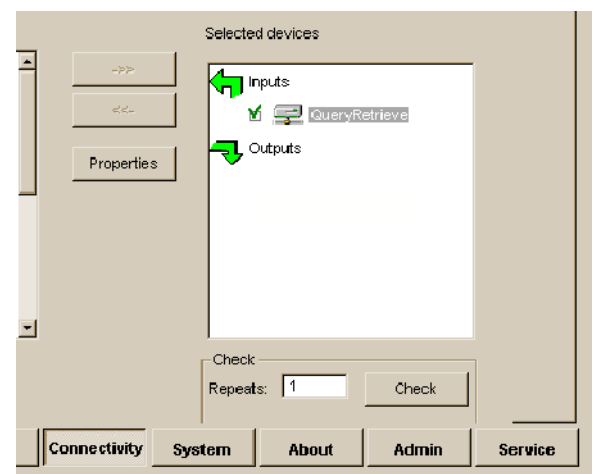 Selected devices
->>
<<-
Properties
Inputs
QueryRetrieve
Outputs
Check
Repeats: 1 Check
Connectivity System About Admin Service